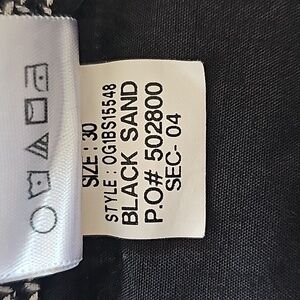 SIZE : 30
STYLE : OG1BS15548
BLACK SAND
P.O# 502800
SEC- 04